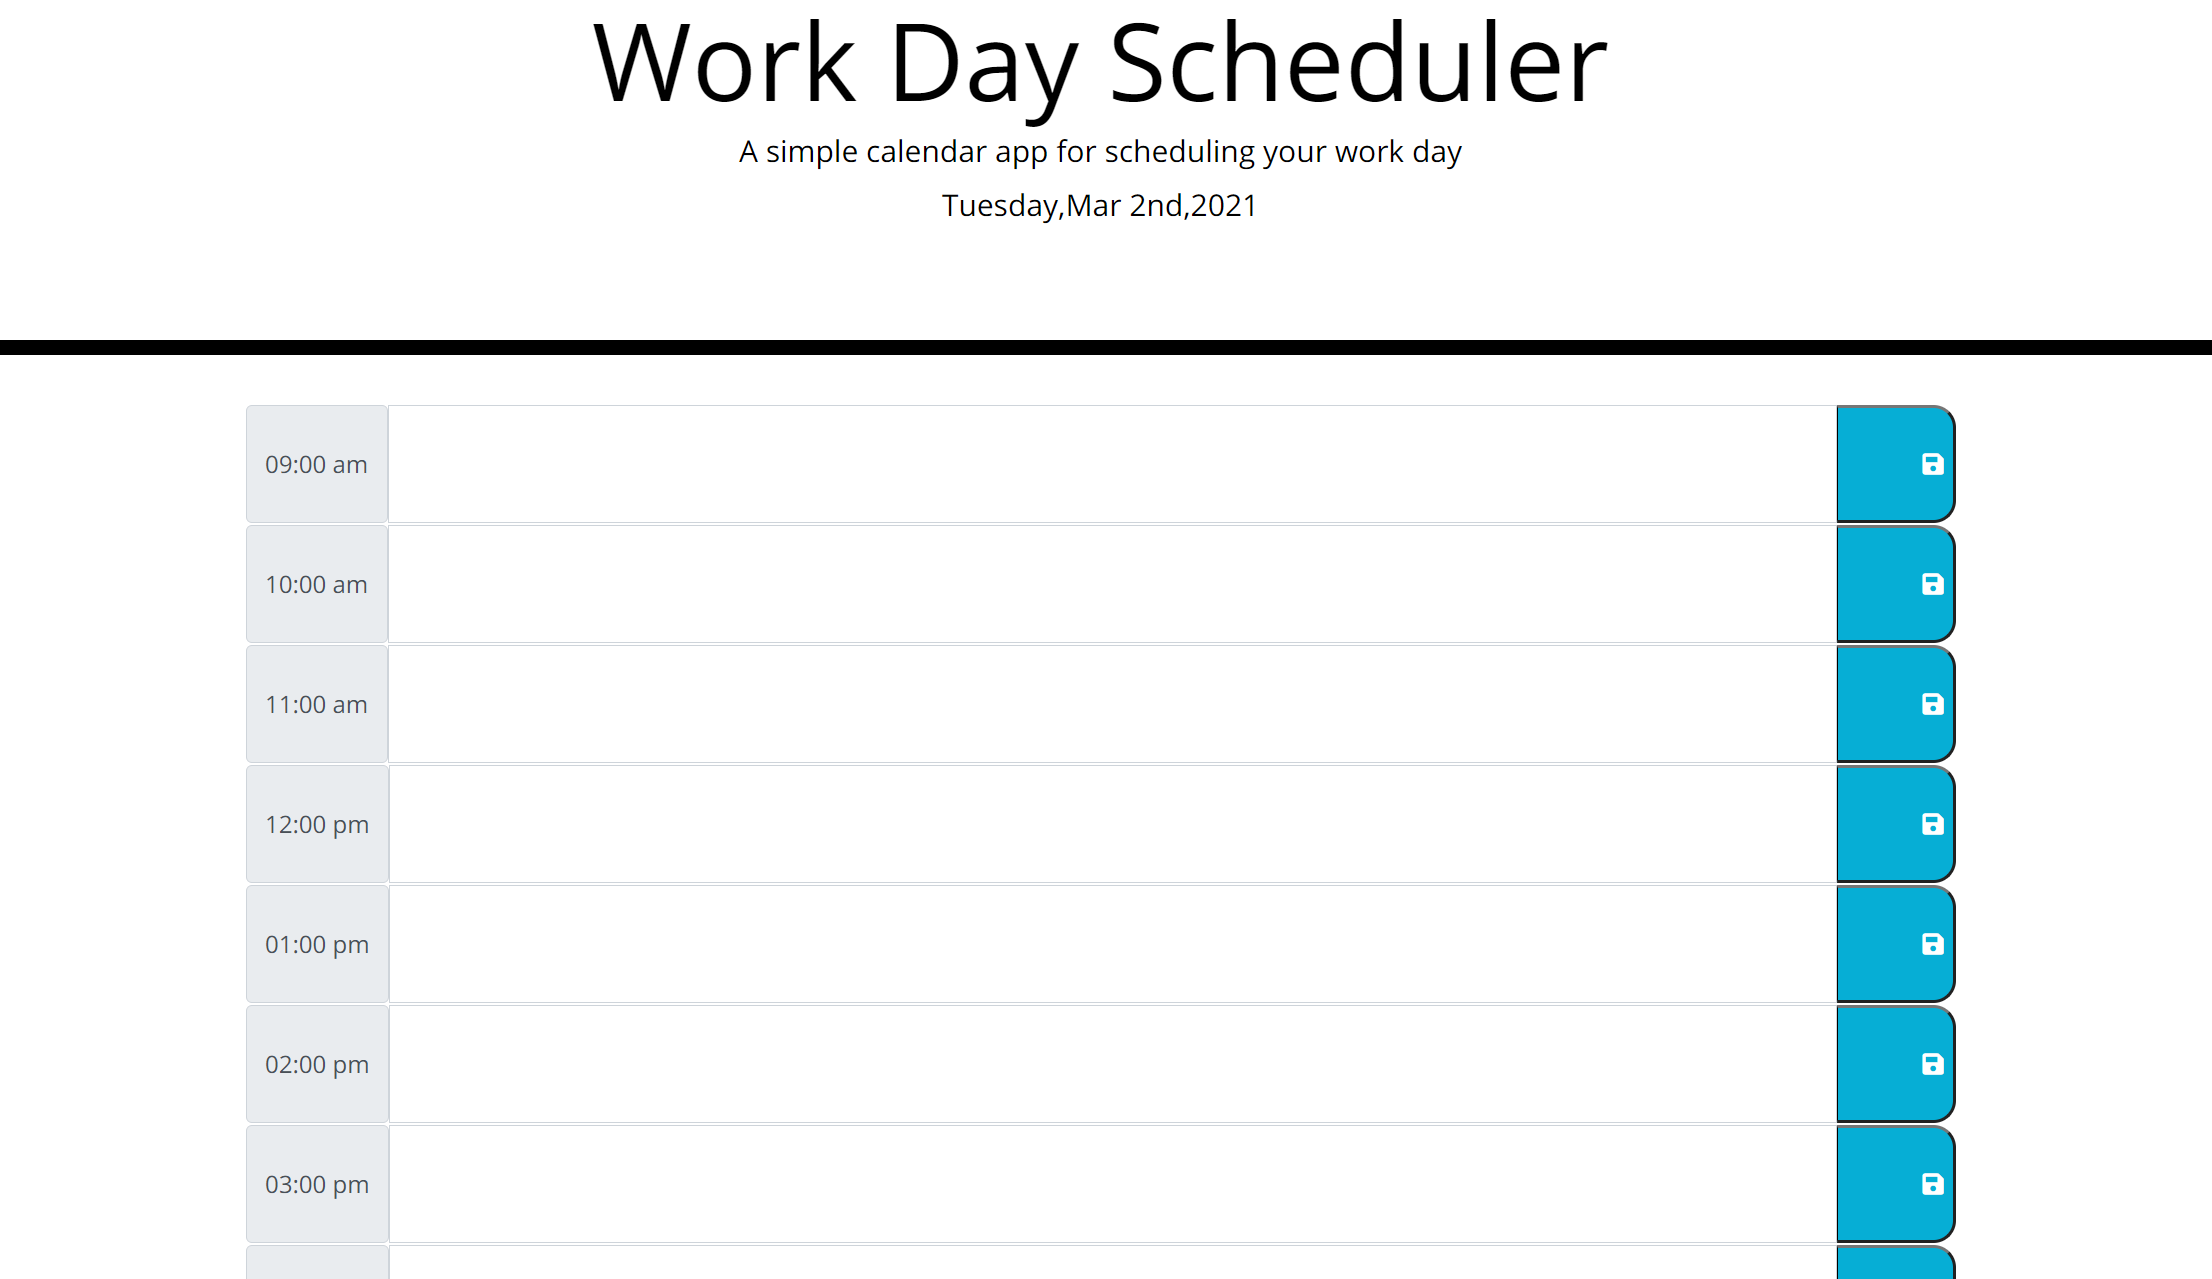 Work Day Scheduler
A simple calendar app for scheduling your work day
Tuesday,Mar 2nd,2021
09:00 am
10:00 am
11:00 am
12:00 pm
01:00 pm
02:00 pm
03:00 pm